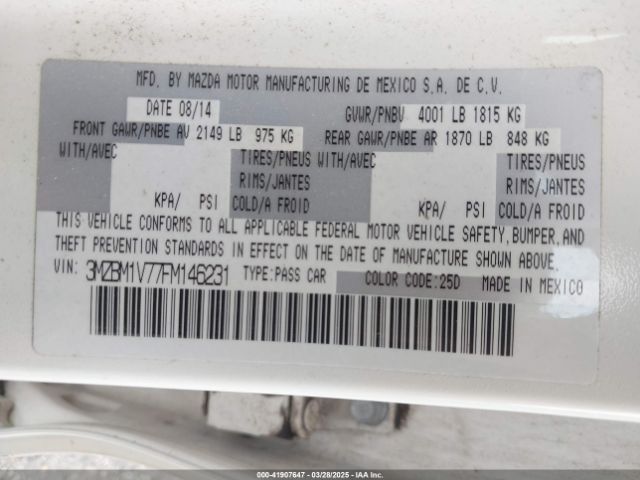 MFD. BY MAZDA MOTOR MANUFACTURING DE MEXICO S.A. DE C.V.
DATE 08/14 GVWR/PNBV 4001 LB 1815 KG
FRONT GAWR/PNBE AV 2149 LB 975 KG REAR GAWR/PNBE AR 1870 LB 848 KG
WITH/AVEC TIRES/PNEUS WITH/AVEC TIRES/PNEUS
RIMS/JANTES RIMS/JANTES
KPA/ PSI COLD/A FROID KPA/ PSI COLD/A FROID
THIS VEHICLE CONFORMS TO ALL APPLICABLE FEDERAL MOTOR VEHICLE SAFETY, BUMPER, AND
THEFT PREVENTION STANDARDS IN EFFECT ON THE DATE OF MANUFACTURE SHOWN ABOVE.
VIN: 3MZBM1V77FM146231 TYPE:PASS CAR COLOR CODE:25D MADE IN MEXICO
000-41907647 - 03/28/2025 - IAAI.COM